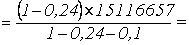 = (1−0,24)×15116657 / 1−0,24−0,1 =